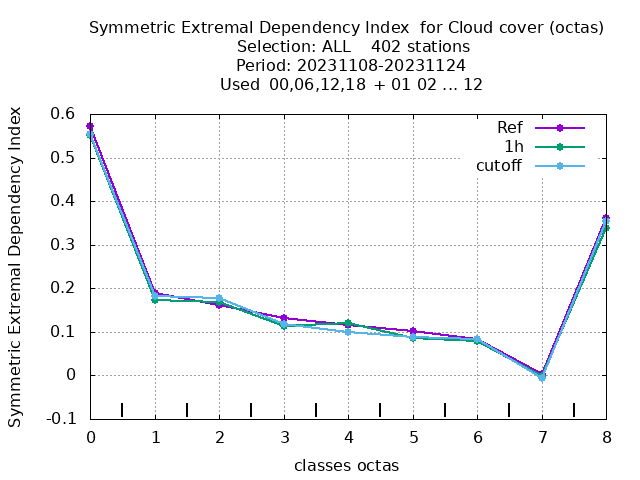 Symmetric Extremal Dependency Index  for Cloud cover (octas)
Selection: ALL    402 stations
Period: 20231108-20231124
Used  00,06,12,18  + 01 02 ... 12
Symmetric Extremal Dependency Index
0.6
0.5
0.4
0.3
0.2
0.1
0
-0.1
Ref
1h
cutoff
0 1 2 3 4 5 6 7 8
classes octas